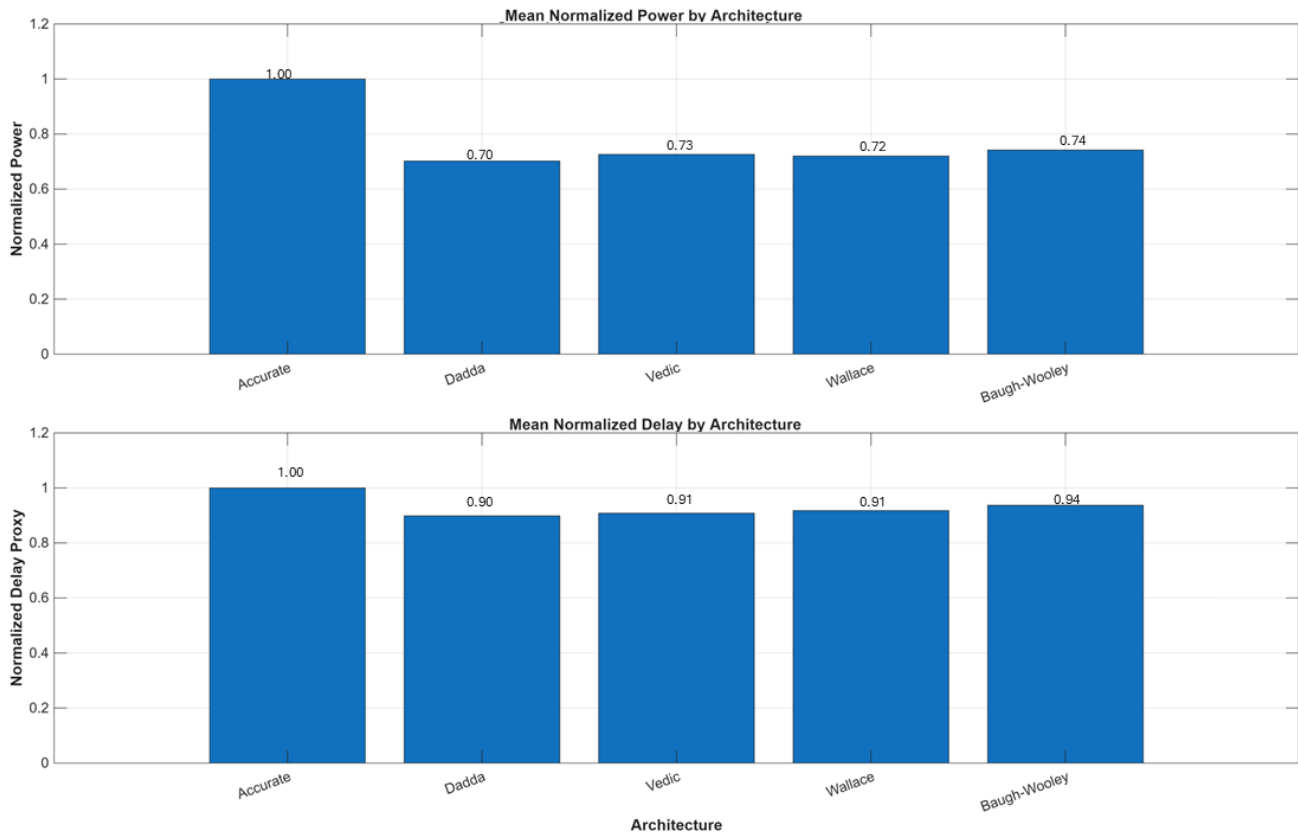 Mean Normalized Power by Architecture
1.2
1
0.8
0.6
0.4
0.2
0
Normalized Power
1.00
0.70
0.73
0.72
0.74
Accurate
Dadda
Vedic
Wallace
Baugh-Wooley
Mean Normalized Delay by Architecture
1.2
1
0.8
0.6
0.4
0.2
0
Normalized Delay Proxy
1.00
0.90
0.91
0.91
0.94
Accurate
Dadda
Vedic
Wallace
Baugh-Wooley
Architecture